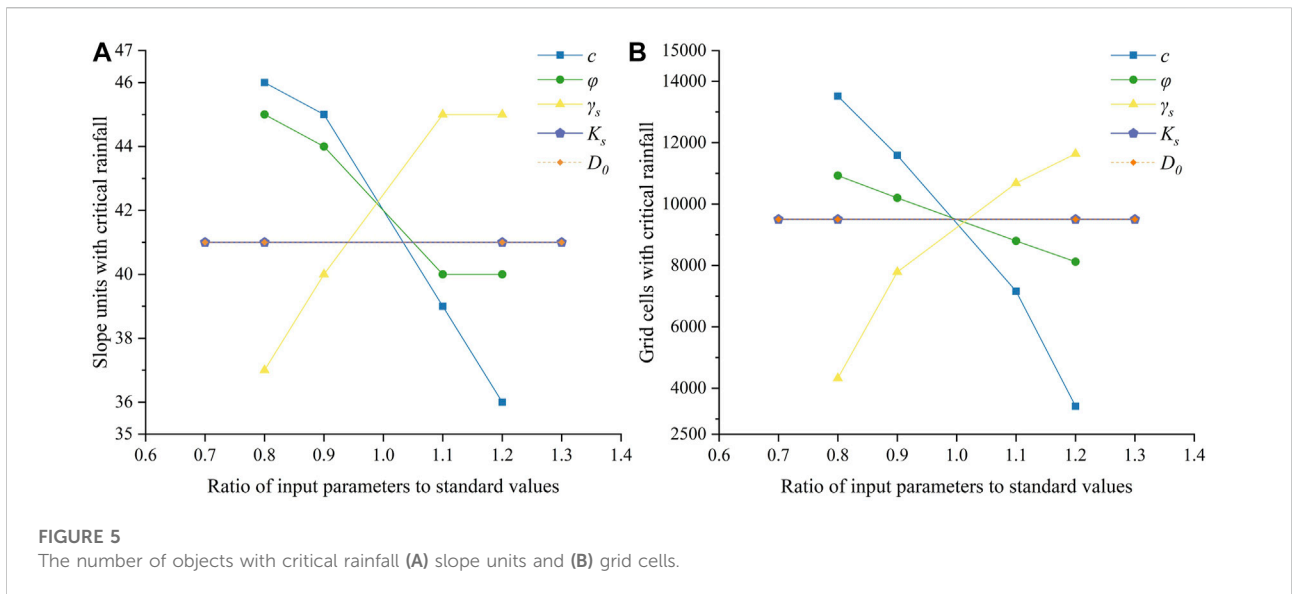 A
47
46
44
42
40
38
36
35
0.6 0.7 0.8 0.9 1.0 1.1 1.2 1.3 1.4
Slope units with critical rainfall
Ratio of input parameters to standard values
c
φ
γs
Ks
D0
B
15000
14000
12000
10000
8000
6000
4000
2500
0.6 0.7 0.8 0.9 1.0 1.1 1.2 1.3 1.4
Grid cells with critical rainfall
Ratio of input parameters to standard values
c
φ
γs
Ks
D0
FIGURE 5
The number of objects with critical rainfall (A) slope units and (B) grid cells.